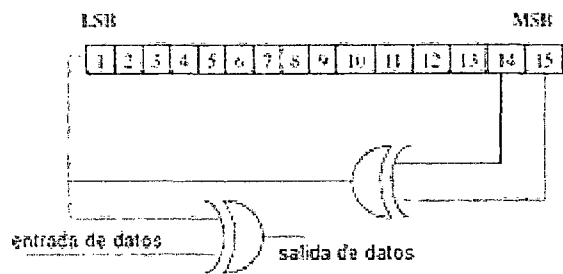 LSB MSB
1 2 3 4 5 6 7 8 9 10 11 12 13 14 15
entrada de datos
salida de datos